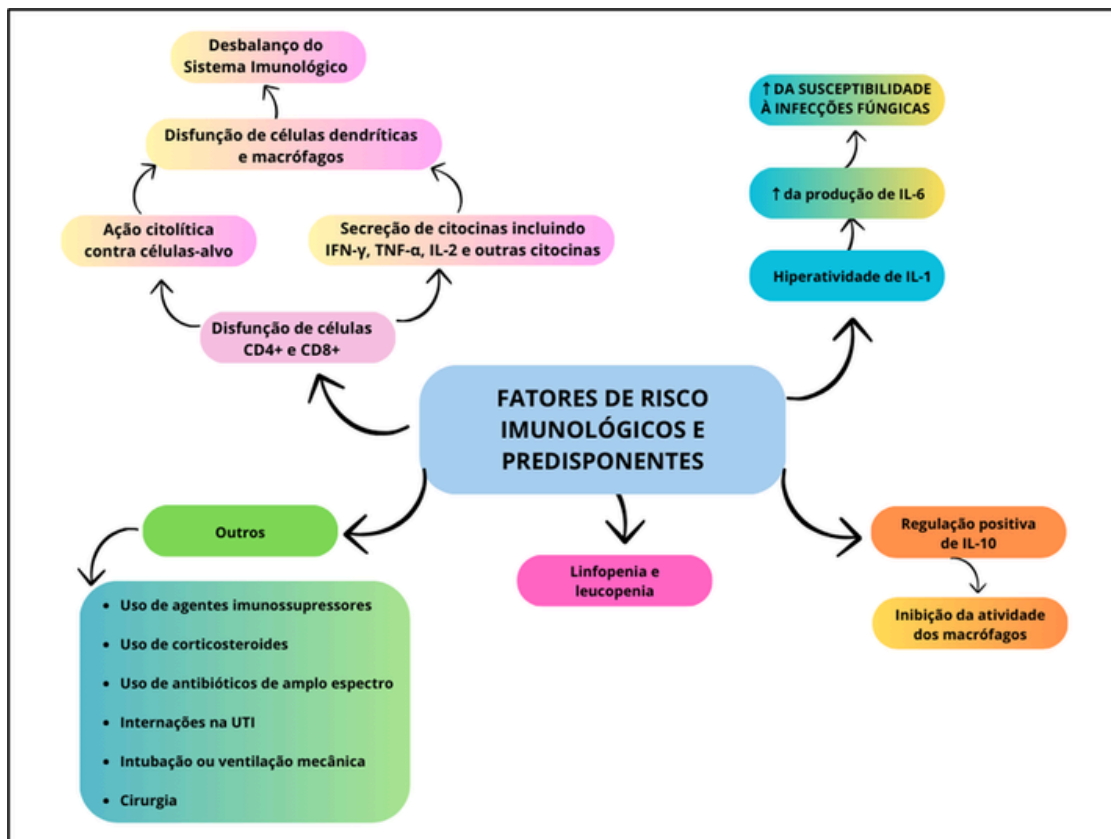 Desbalanço do
Sistema Imunológico
Disfunção de células dendríticas
e macrófagos
Ação citolítica
contra células-alvo
Secreção de citocinas incluindo
IFN-γ, TNF-α, IL-2 e outras citocinas
Disfunção de células
CD4+ e CD8+
↑ DA SUSCEPTIBILIDADE
À INFECÇÕES FÚNGICAS
↑ da produção de IL-6
Hiperatividade de IL-1
FATORES DE RISCO
IMUNOLÓGICOS E
PREDISPONENTES
Outros
• Uso de agentes imunossupressores
• Uso de corticosteroides
• Uso de antibióticos de amplo espectro
• Internações na UTI
• Intubação ou ventilação mecânica
• Cirurgia
Linfopenia e
leucopenia
Regulação positiva
de IL-10
Inibição da atividade
dos macrófagos